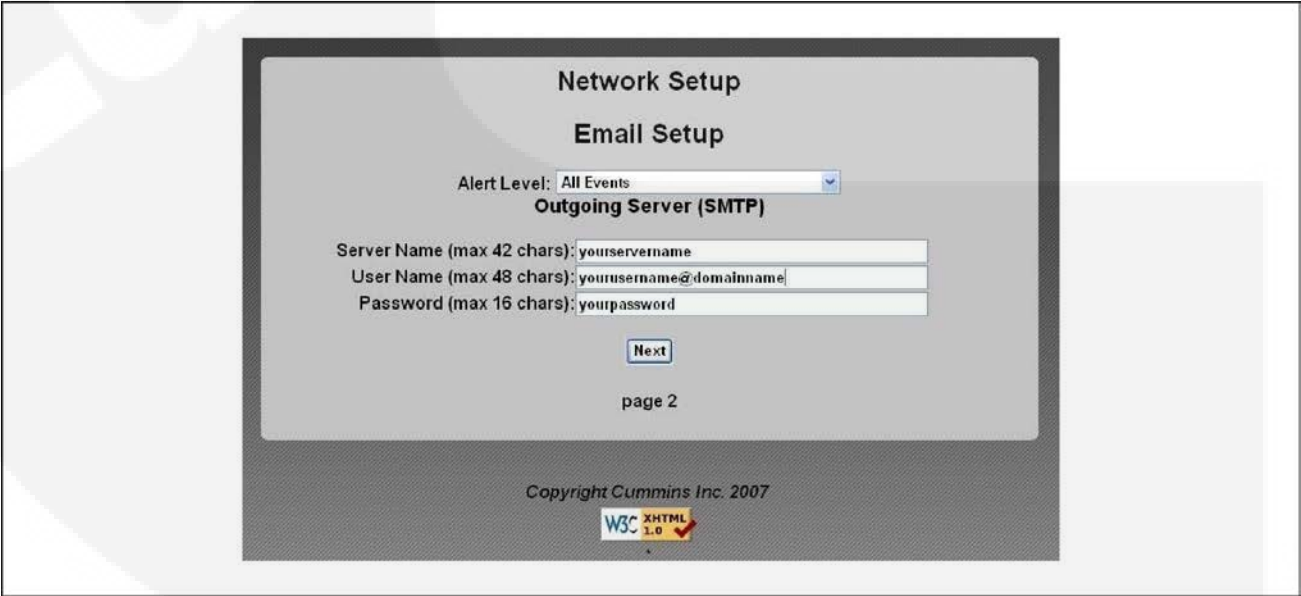 Network Setup
Email Setup
Alert Level: All Events
Outgoing Server (SMTP)
Server Name (max 42 chars): yourservername
User Name (max 48 chars): yourusername@domainname
Password (max 16 chars): yourpassword
Next
page 2
Copyright Cummins Inc. 2007
W3C XHTML
1.0